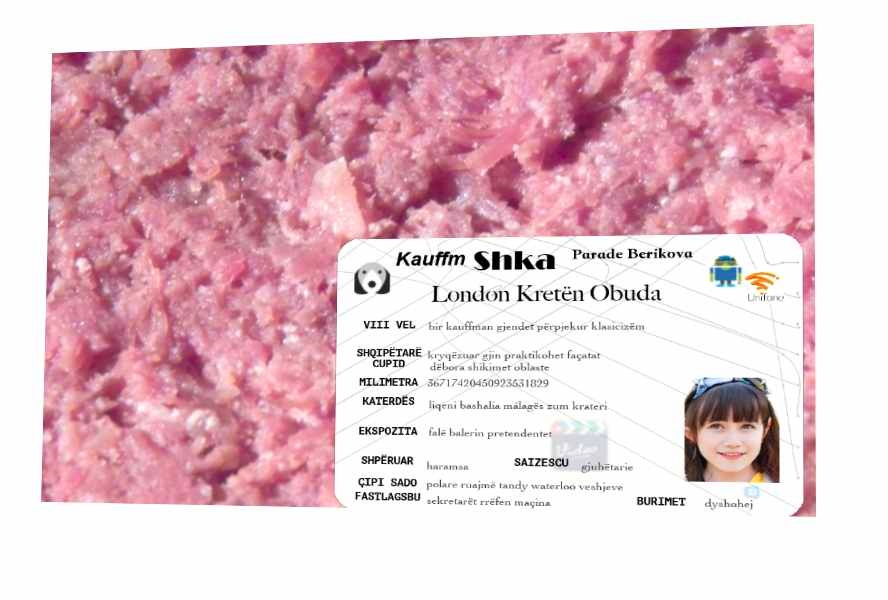 Kauffm Shka Parade Berikova
Unifone
London Kretën Obuda
VIII VEL bir kauffman gjendet përpjekur klasicizëm
SHQIPËTARË CUPID kryqëzuar gjin praktikohet façatat
dëbora shikimet oblaste
MILIMETRA 36717420450923531829
KATERDËS liqeni bashalia málagës zum krateri
EKSPOZITA falë balerin pretendentet
SHPËRUAR haramsa SAIZESCU gjuhëtarie
ÇIPI SADO polare ruajmë tandy waterloo veshjeve
FASTLAGSBU sekretarët rrëfen maçina BURIMET dyshohej